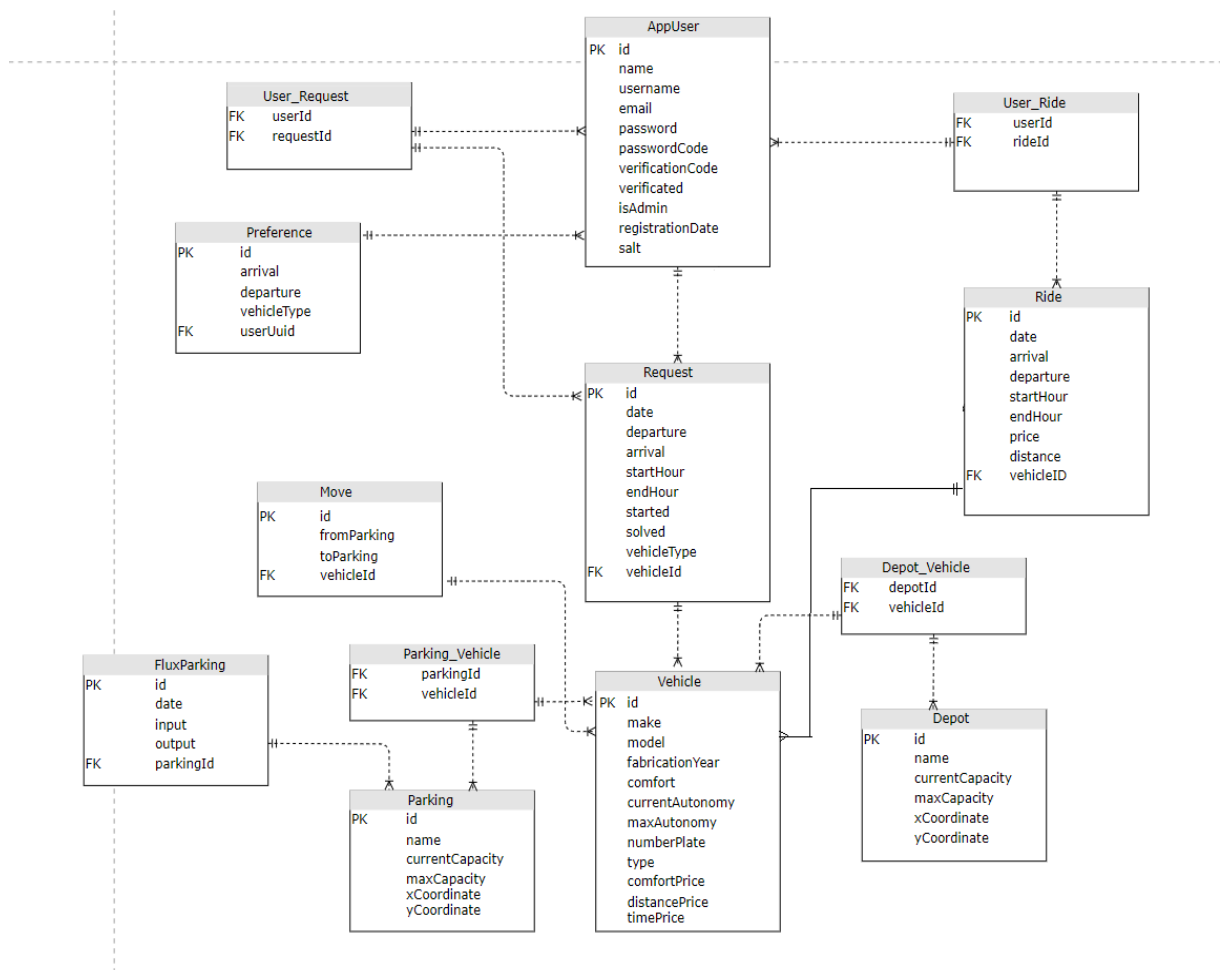 AppUser
PK id
name
username
email
password
passwordCode
verificationCode
verificated
isAdmin
registrationDate
salt
User_Request
FK userId
FK requestId
User_Ride
FK userId
FK rideId
Preference
PK id
arrival
departure
vehicleType
FK userUuid
Ride
PK id
date
arrival
departure
startHour
endHour
price
distance
FK vehicleID
Request
PK id
date
departure
arrival
startHour
endHour
started
solved
vehicleType
FK vehicleId
Move
PK id
fromParking
toParking
FK vehicleId
Depot_Vehicle
FK depotId
FK vehicleId
Parking_Vehicle
FK parkingId
FK vehicleId
FluxParking
PK id
date
input
output
FK parkingId
Vehicle
PK id
make
model
fabricationYear
comfort
currentAutonomy
maxAutonomy
numberPlate
type
comfortPrice
distancePrice
timePrice
Depot
PK id
name
currentCapacity
maxCapacity
xCoordinate
yCoordinate
Parking
PK id
name
currentCapacity
maxCapacity
xCoordinate
yCoordinate